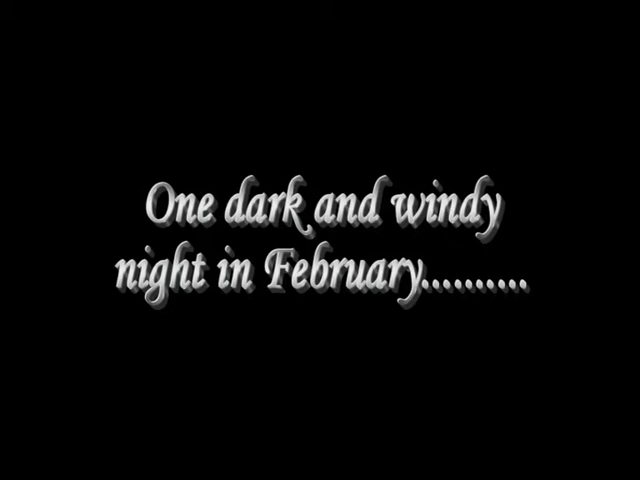 One dark and windy
night in February..........